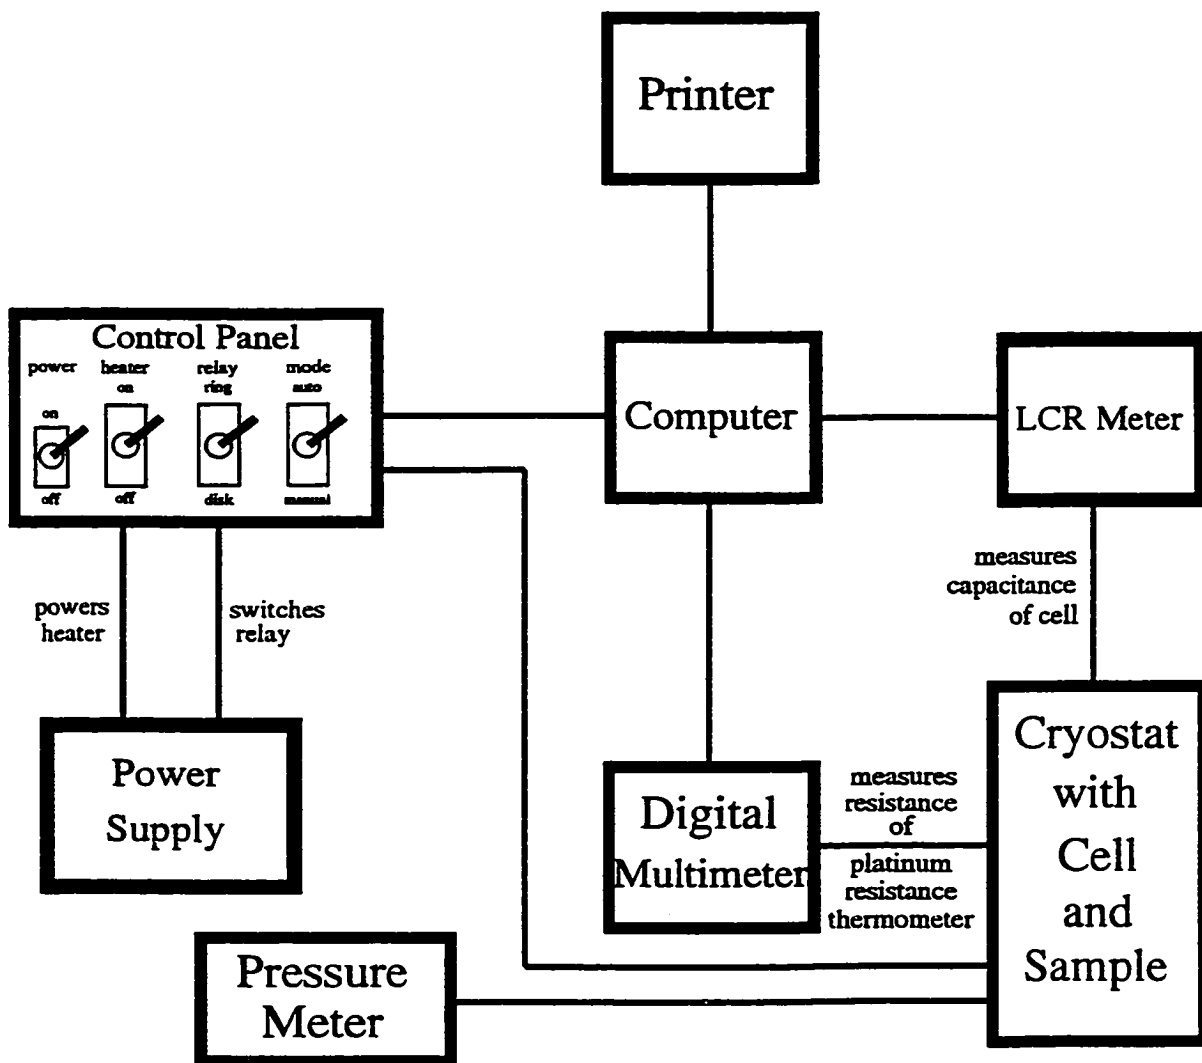 Printer
Control Panel
power heater relay mode
on ring auto
on
off off disk manual
Computer
LCR Meter
powers
heater
switches
relay
measures
capacitance
of cell
Power
Supply
Digital
Multimeter
measures
resistance
of
platinum
resistance
thermometer
Cryostat
with
Cell
and
Sample
Pressure
Meter